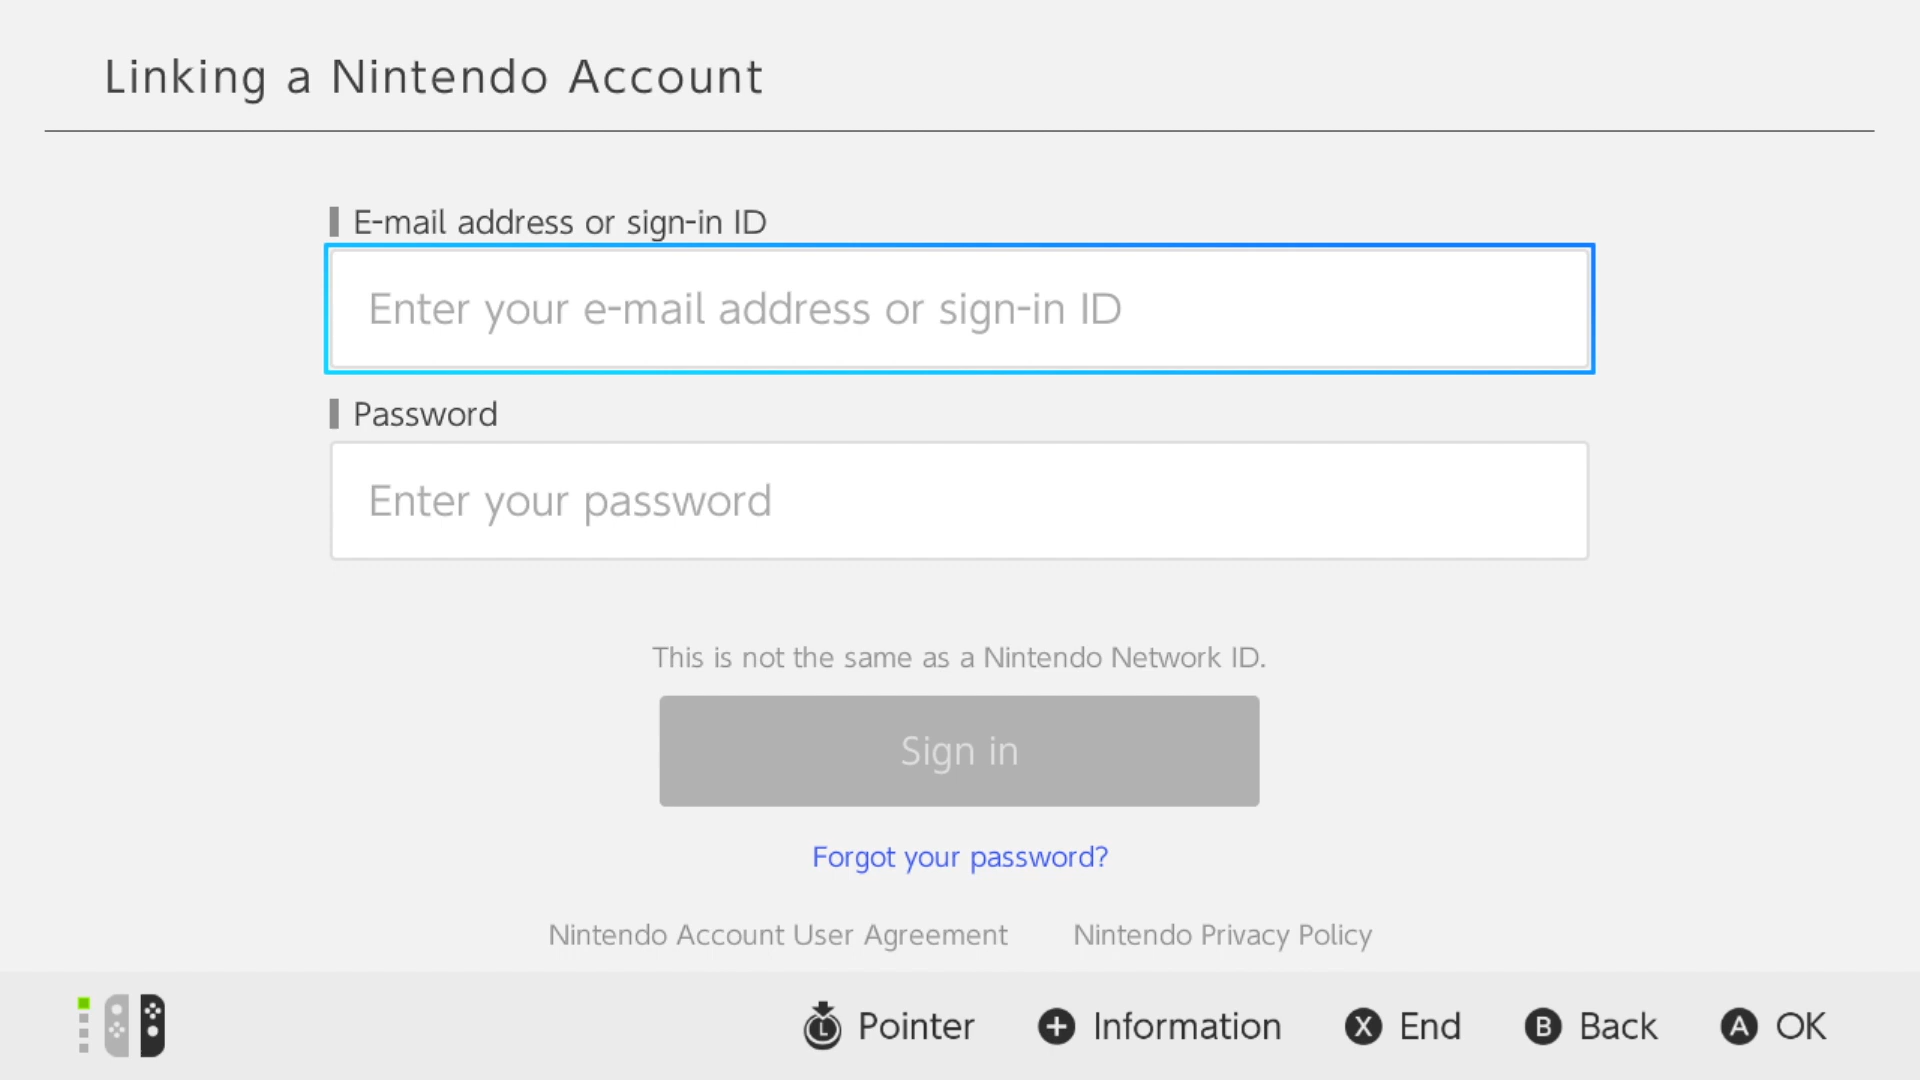 Linking a Nintendo Account
E-mail address or sign-in ID
Enter your e-mail address or sign-in ID
Password
Enter your password
This is not the same as a Nintendo Network ID.
Sign in
Forgot your password?
Nintendo Account User Agreement Nintendo Privacy Policy
L Pointer + Information X End B Back A OK